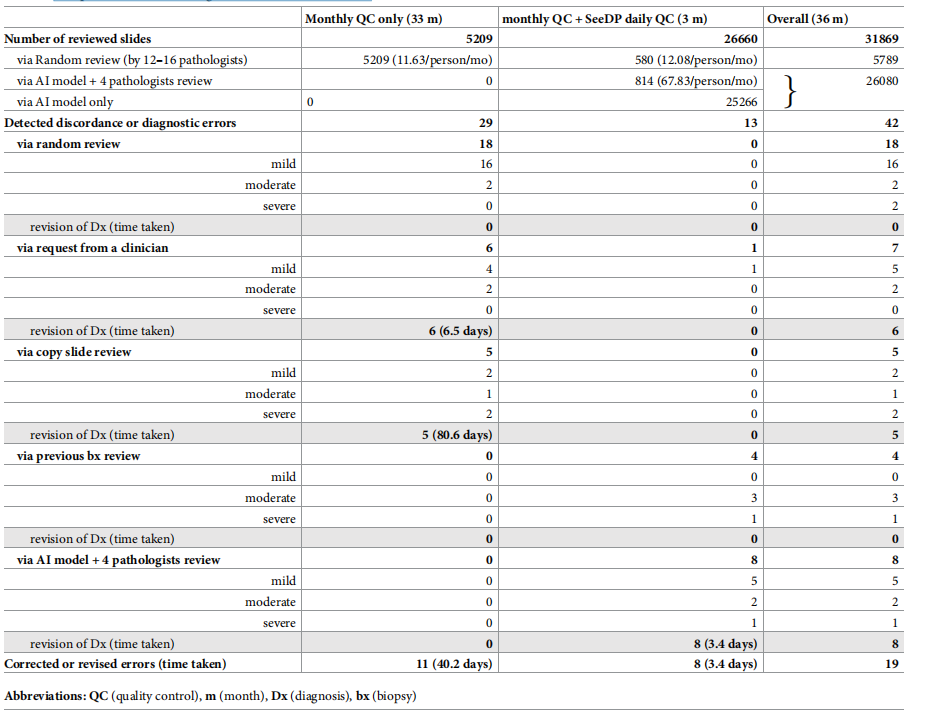 Monthly QC only (33 m) monthly QC + SeeDP daily QC (3 m) Overall (36 m)
Number of reviewed slides 5209 26660 31869
via Random review (by 12–16 pathologists) 5209 (11.63/person/mo) 580 (12.08/person/mo) 5789
via AI model + 4 pathologists review 0 814 (67.83/person/mo) } 26080
via AI model only 0 25266
Detected discordance or diagnostic errors 29 13 42
via random review 18 0 18
mild 16 0 16
moderate 2 0 2
severe 0 0 2
revision of Dx (time taken) 0 0 0
via request from a clinician 6 1 7
mild 4 1 5
moderate 2 0 2
severe 0 0 0
revision of Dx (time taken) 6 (6.5 days) 0 6
via copy slide review 5 0 5
mild 2 0 2
moderate 1 0 1
severe 2 0 2
revision of Dx (time taken) 5 (80.6 days) 0 5
via previous bx review 0 4 4
mild 0 0 0
moderate 0 3 3
severe 0 1 1
revision of Dx (time taken) 0 0 0
via AI model + 4 pathologists review 0 8 8
mild 0 5 5
moderate 0 2 2
severe 0 1 1
revision of Dx (time taken) 0 8 (3.4 days) 8
Corrected or revised errors (time taken) 11 (40.2 days) 8 (3.4 days) 19
Abbreviations: QC (quality control), m (month), Dx (diagnosis), bx (biopsy)